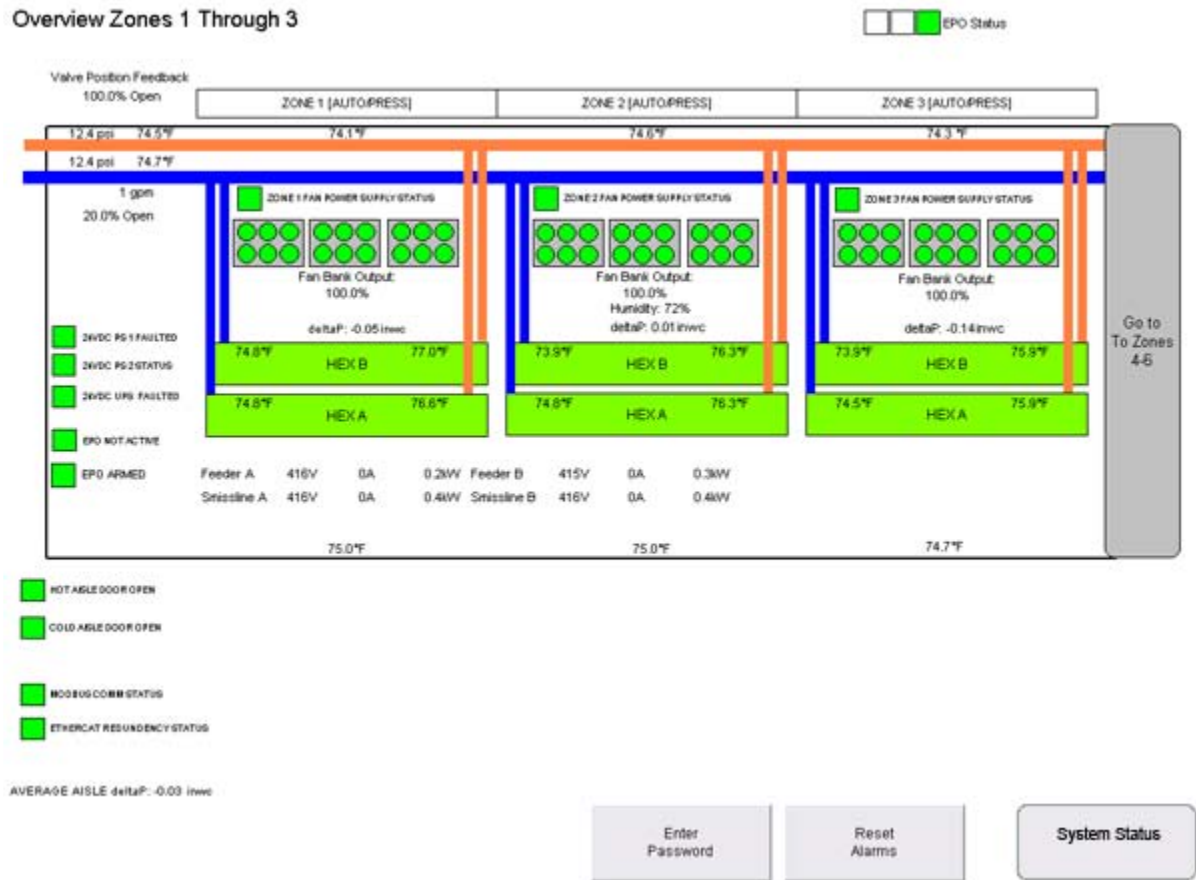 Overview Zones 1 Through 3
EPO Status
Valve Position Feedback
100.0% Open
ZONE 1 [AUTO/PRESS]
ZONE 2 [AUTO/PRESS]
ZONE 3 [AUTO/PRESS]
12.4 psi 74.5°F 74.1°F 74.6°F 74.3 °F
12.4 psi 74.7°F
1 gpm
20.0% Open
ZONE 1 FAN POWER SUPPLY STATUS
ZONE 2 FAN POWER SUPPLY STATUS
ZONE 3 FAN POWER SUPPLY STATUS
Fan Bank Output:
100.0%
deltaP: -0.05 inwc
Fan Bank Output:
100.0%
Humidity: 72%
deltaP: 0.01 inwc
Fan Bank Output:
100.0%
deltaP: -0.14 inwc
Go to
To Zones
4-6
24VDC PS 1 FAULTED
24VDC PS 2 STATUS
24VDC UPS FAULTED
EPO NOT ACTIVE
EPO ARMED
74.8°F HEX B 77.0°F
73.9°F HEX B 76.3°F
73.9°F HEX B 75.9°F
74.8°F HEX A 76.6°F
74.8°F HEX A 76.3°F
74.5°F HEX A 75.9°F
Feeder A 416V 0A 0.2kW Feeder B 415V 0A 0.3kW
Smissline A 416V 0A 0.4kW Smissline B 416V 0A 0.4kW
75.0°F 75.0°F 74.7°F
HOT AISLE DOOR OPEN
COLD AISLE DOOR OPEN
MODBUS COMM STATUS
ETHERCAT REDUNDENCY STATUS
AVERAGE AISLE deltaP: -0.03 inwc
Enter
Password
Reset
Alarms
System Status